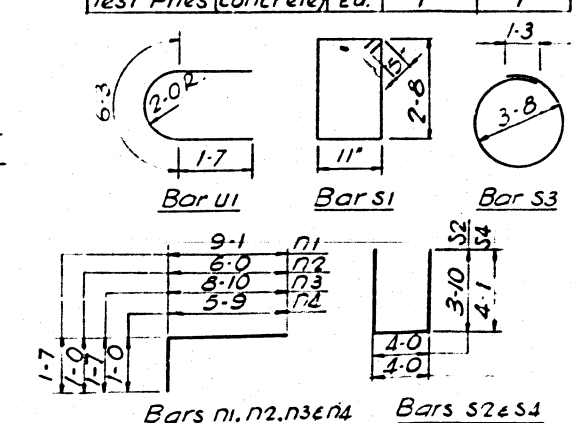 Test Piles (concrete) Ea. 1 1
6-3
2-0 R.
1-7
Bar U1
5"
2-8
11"
Bar S1
1-3
3-8
Bar S3
9-1 n1
6-0 n2
8-10 n3
5-9 n4
1-7
1-0
1-7
1-0
Bars n1, n2, n3 & n4
S2
S4
3-10
4-1
4-0
4-0
Bars S2 & S4